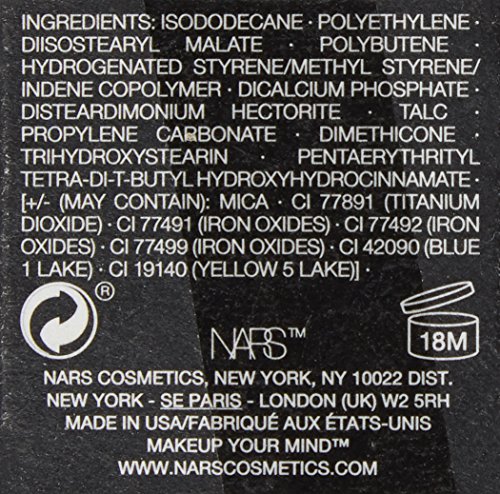 INGREDIENTS: ISODODECANE · POLYETHYLENE ·
DIISOSTEARYL MALATE · POLYBUTENE ·
HYDROGENATED STYRENE/METHYL STYRENE/
INDENE COPOLYMER · DICALCIUM PHOSPHATE ·
DISTEARDIMONIUM HECTORITE · TALC ·
PROPYLENE CARBONATE · DIMETHICONE ·
TRIHYDROXYSTEARIN · PENTAERYTHRITYL
TETRA-DI-T-BUTYL HYDROXYHYDROCINNAMATE ·
[+/- (MAY CONTAIN): MICA · CI 77891 (TITANIUM
DIOXIDE) · CI 77491 (IRON OXIDES) · CI 77492 (IRON
OXIDES) · CI 77499 (IRON OXIDES) · CI 42090 (BLUE
1 LAKE) · CI 19140 (YELLOW 5 LAKE)] ·
®
NARS™
18M
NARS COSMETICS, NEW YORK, NY 10022 DIST.
NEW YORK - SE PARIS - LONDON (UK) W2 5RH
MADE IN USA/FABRIQUÉ AUX ÉTATS-UNIS
MAKEUP YOUR MIND™
WWW.NARSCOSMETICS.COM